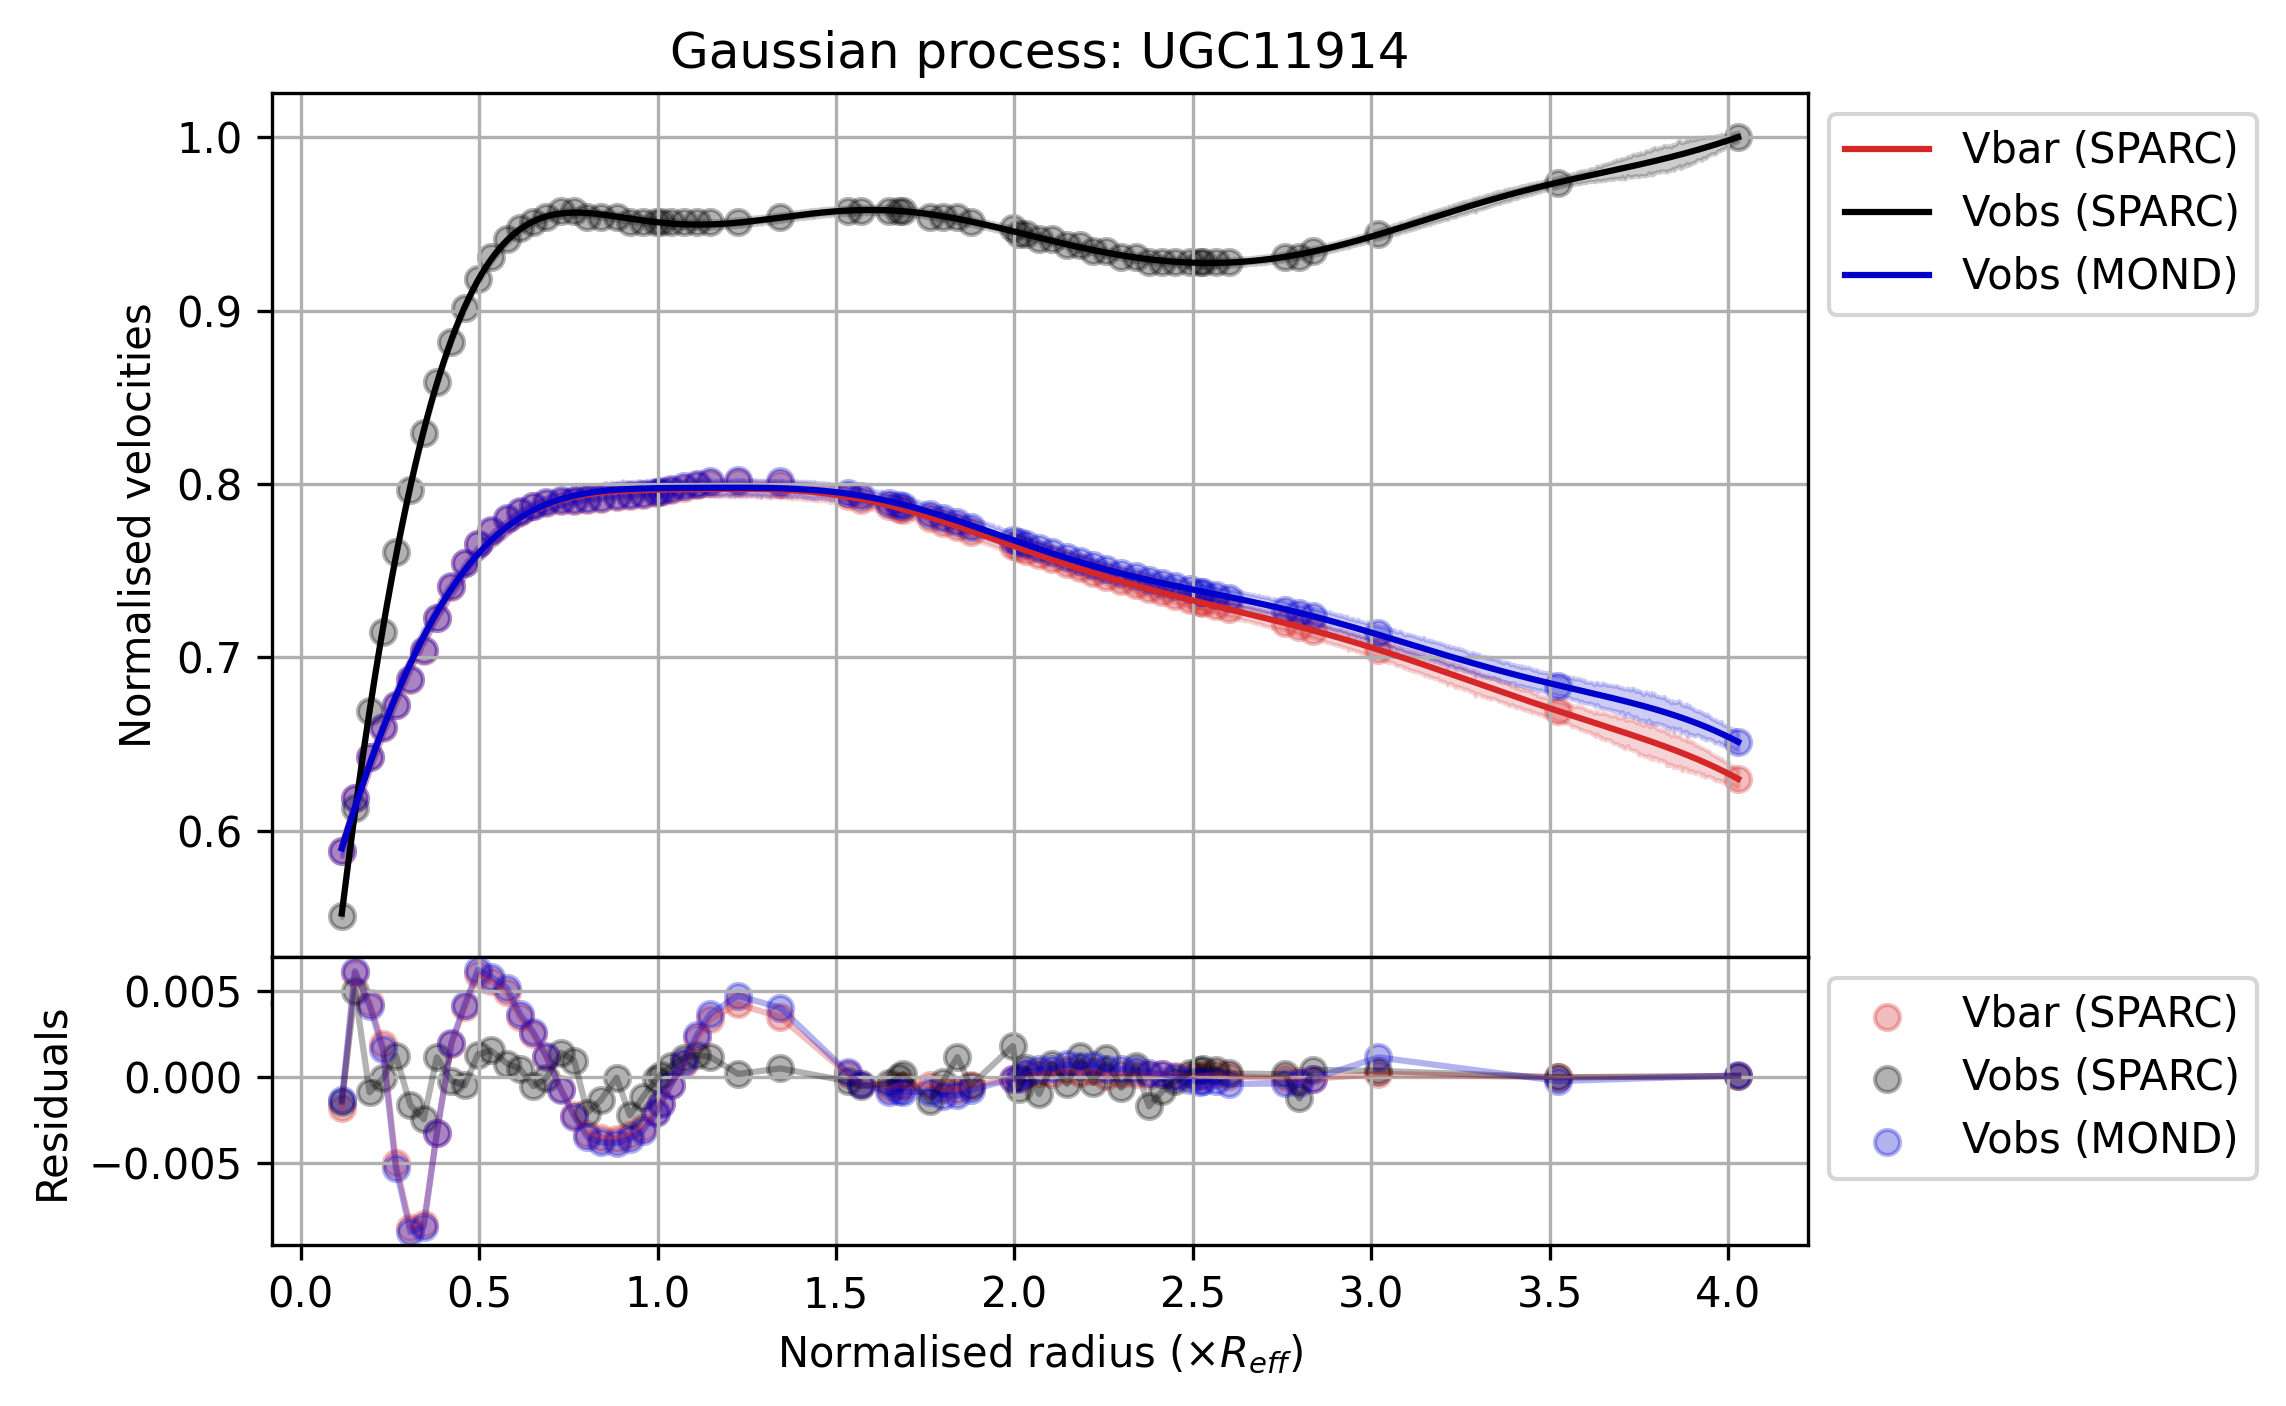 Gaussian process: UGC11914
1.0
0.9
0.8
0.7
0.6
Normalised velocities
Vbar (SPARC)
Vobs (SPARC)
Vobs (MOND)
0.005
0.000
−0.005
Residuals
Vbar (SPARC)
Vobs (SPARC)
Vobs (MOND)
0.0 0.5 1.0 1.5 2.0 2.5 3.0 3.5 4.0
Normalised radius (×R_eff)